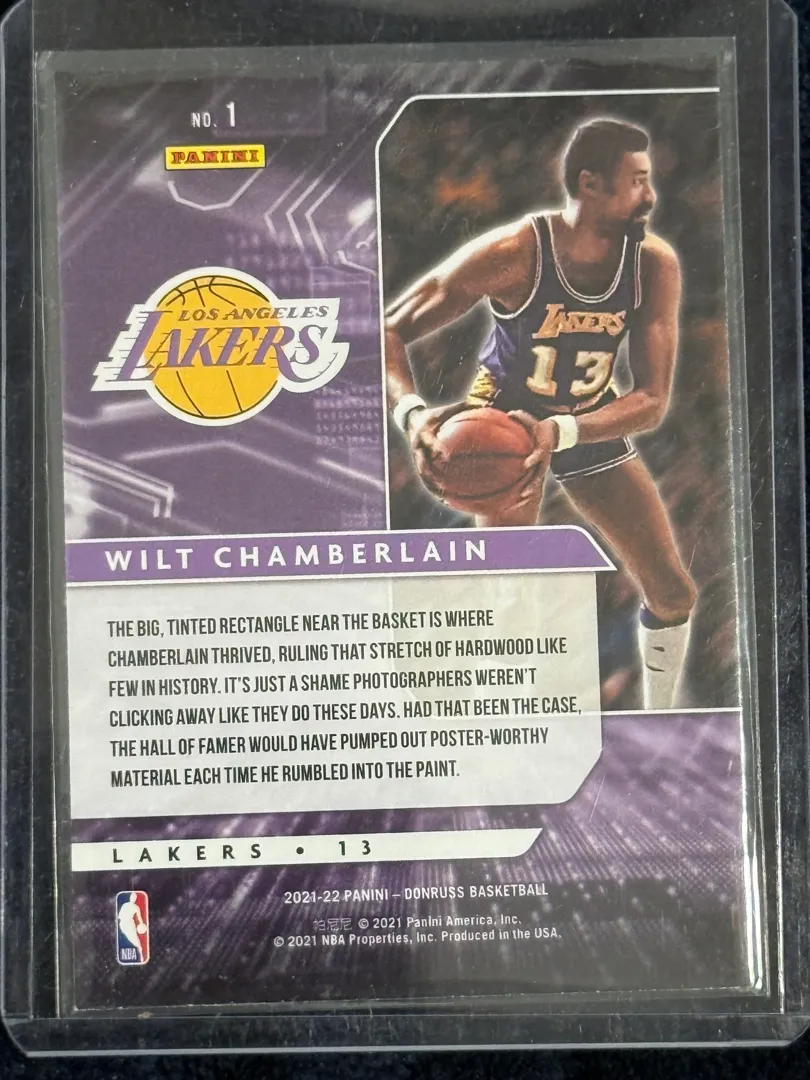 NO. 1
PANINI
LOS ANGELES
LAKERS
LAKERS
13
WILT CHAMBERLAIN
THE BIG, TINTED RECTANGLE NEAR THE BASKET IS WHERE
CHAMBERLAIN THRIVED, RULING THAT STRETCH OF HARDWOOD LIKE
FEW IN HISTORY. IT'S JUST A SHAME PHOTOGRAPHERS WEREN'T
CLICKING AWAY LIKE THEY DO THESE DAYS. HAD THAT BEEN THE CASE,
THE HALL OF FAMER WOULD HAVE PUMPED OUT POSTER-WORTHY
MATERIAL EACH TIME HE RUMBLED INTO THE PAINT.
LAKERS • 13
2021-22 PANINI – DONRUSS BASKETBALL
© 2021 Panini America, Inc.
© 2021 NBA Properties, Inc. Produced in the USA.
NBA